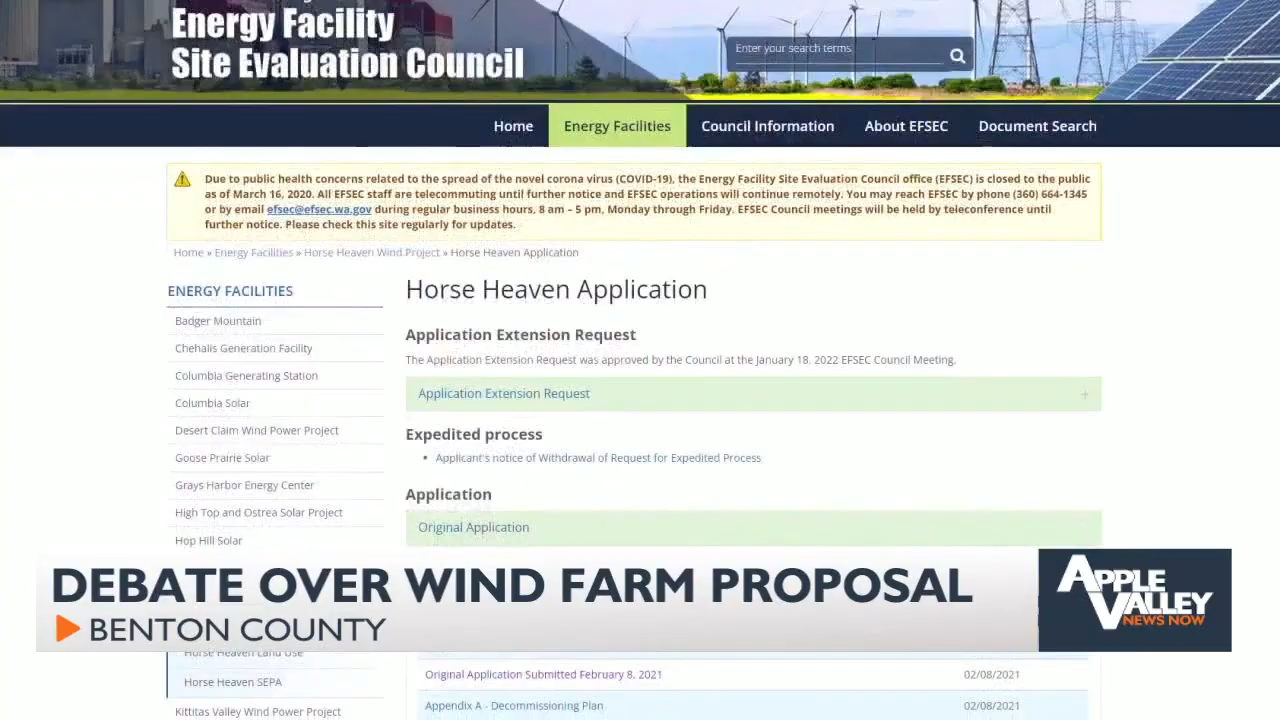 Energy Facility
Site Evaluation Council
Enter your search terms
Home
Energy Facilities
Council Information
About EFSEC
Document Search
Due to public health concerns related to the spread of the novel corona virus (COVID-19), the Energy Facility Site Evaluation Council office (EFSEC) is closed to the public
as of March 16, 2020. All EFSEC staff are telecommuting until further notice and EFSEC operations will continue remotely. You may reach EFSEC by phone (360) 664-1345
or by email efsec@efsec.wa.gov during regular business hours, 8 am – 5 pm, Monday through Friday. EFSEC Council meetings will be held by teleconference until
further notice. Please check this site regularly for updates.
Home » Energy Facilities » Horse Heaven Wind Project » Horse Heaven Application
ENERGY FACILITIES
Badger Mountain
Chehalis Generation Facility
Columbia Generating Station
Columbia Solar
Desert Claim Wind Power Project
Goose Prairie Solar
Grays Harbor Energy Center
High Top and Ostrea Solar Project
Hop Hill Solar
Horse Heaven Application
Application Extension Request
The Application Extension Request was approved by the Council at the January 18, 2022 EFSEC Council Meeting.
Application Extension Request +
Expedited process
• Applicant's notice of Withdrawal of Request for Expedited Process
Application
Original Application
DEBATE OVER WIND FARM PROPOSAL
BENTON COUNTY
APPLE
VALLEY
NEWS NOW
Horse Heaven Land Use
Horse Heaven SEPA
Kittitas Valley Wind Power Project
Original Application Submitted February 8, 2021 02/08/2021
Appendix A - Decommissioning Plan 02/08/2021